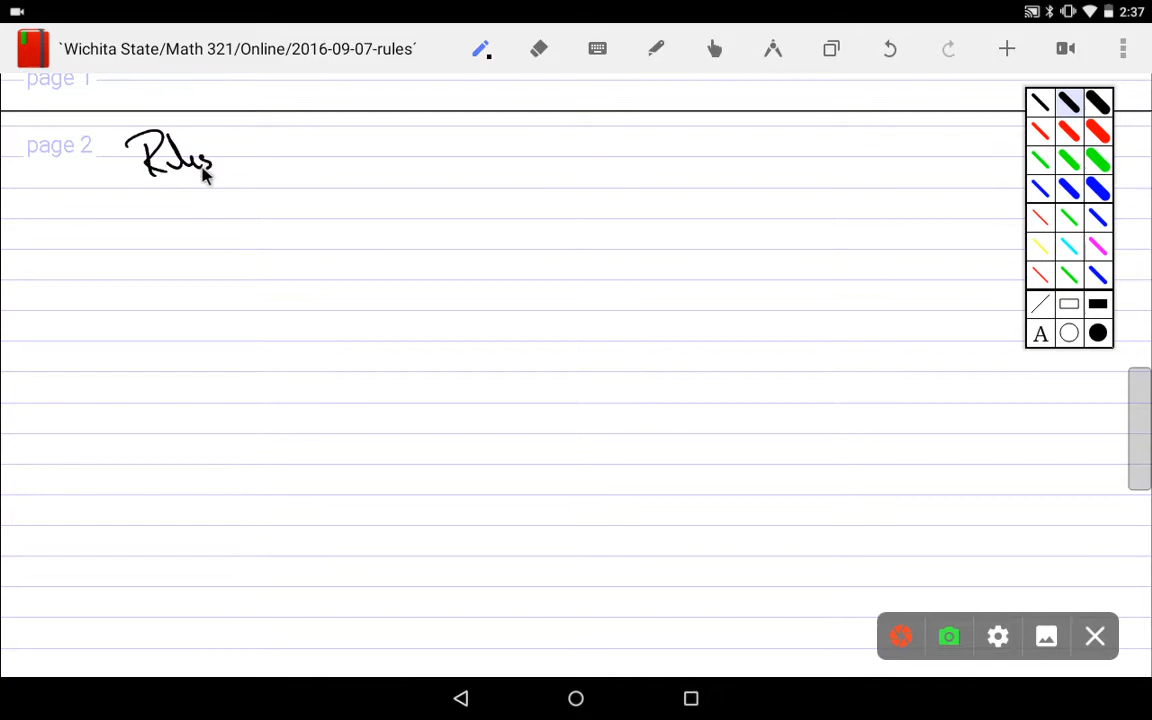 2:37
`Wichita State/Math 321/Online/2016-09-07-rules´
page 1
page 2 Rules
A